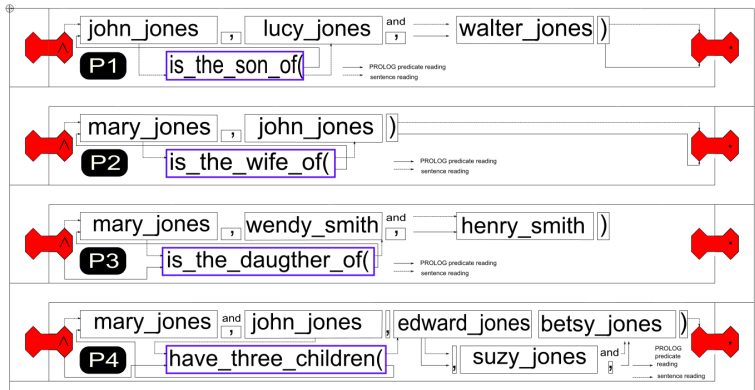 john_jones , lucy_jones and , walter_jones )
P1 is_the_son_of( PROLOG predicate reading
sentence reading
mary_jones , john_jones )
P2 is_the_wife_of( PROLOG predicate reading
sentence reading
mary_jones , wendy_smith and , henry_smith )
P3 is_the_daugther_of( PROLOG predicate reading
sentence reading
mary_jones and , john_jones , edward_jones betsy_jones )
P4 have_three_children( , suzy_jones and , PROLOG
predicate
reading
sentence reading